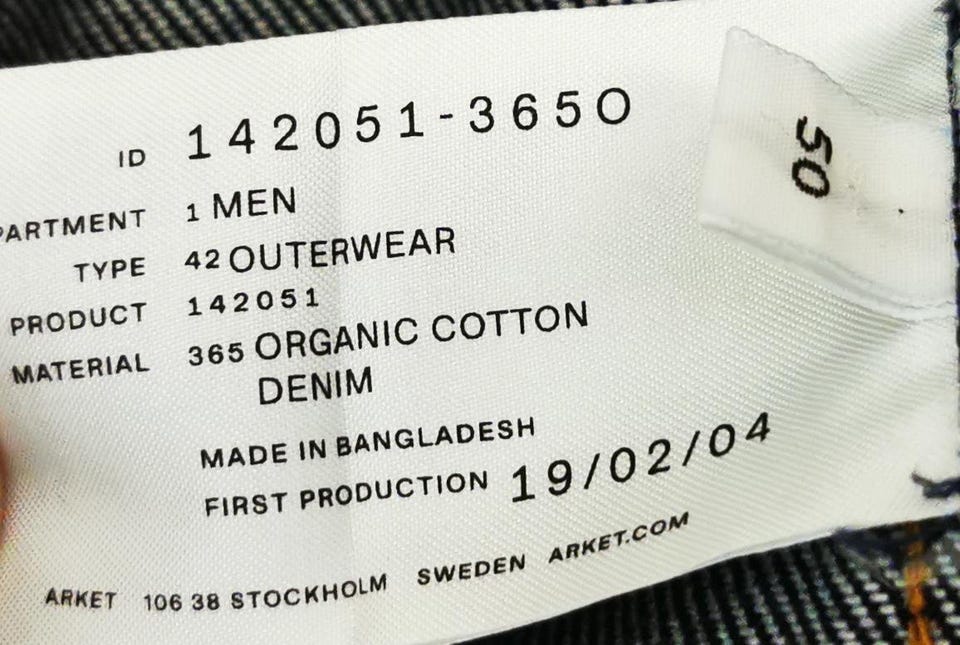 ID 142051-365O
PARTMENT 1 MEN
TYPE 42 OUTERWEAR
PRODUCT 142051
MATERIAL 365 ORGANIC COTTON
DENIM
MADE IN BANGLADESH
FIRST PRODUCTION 19/02/04
ARKET 106 38 STOCKHOLM SWEDEN ARKET.COM
50